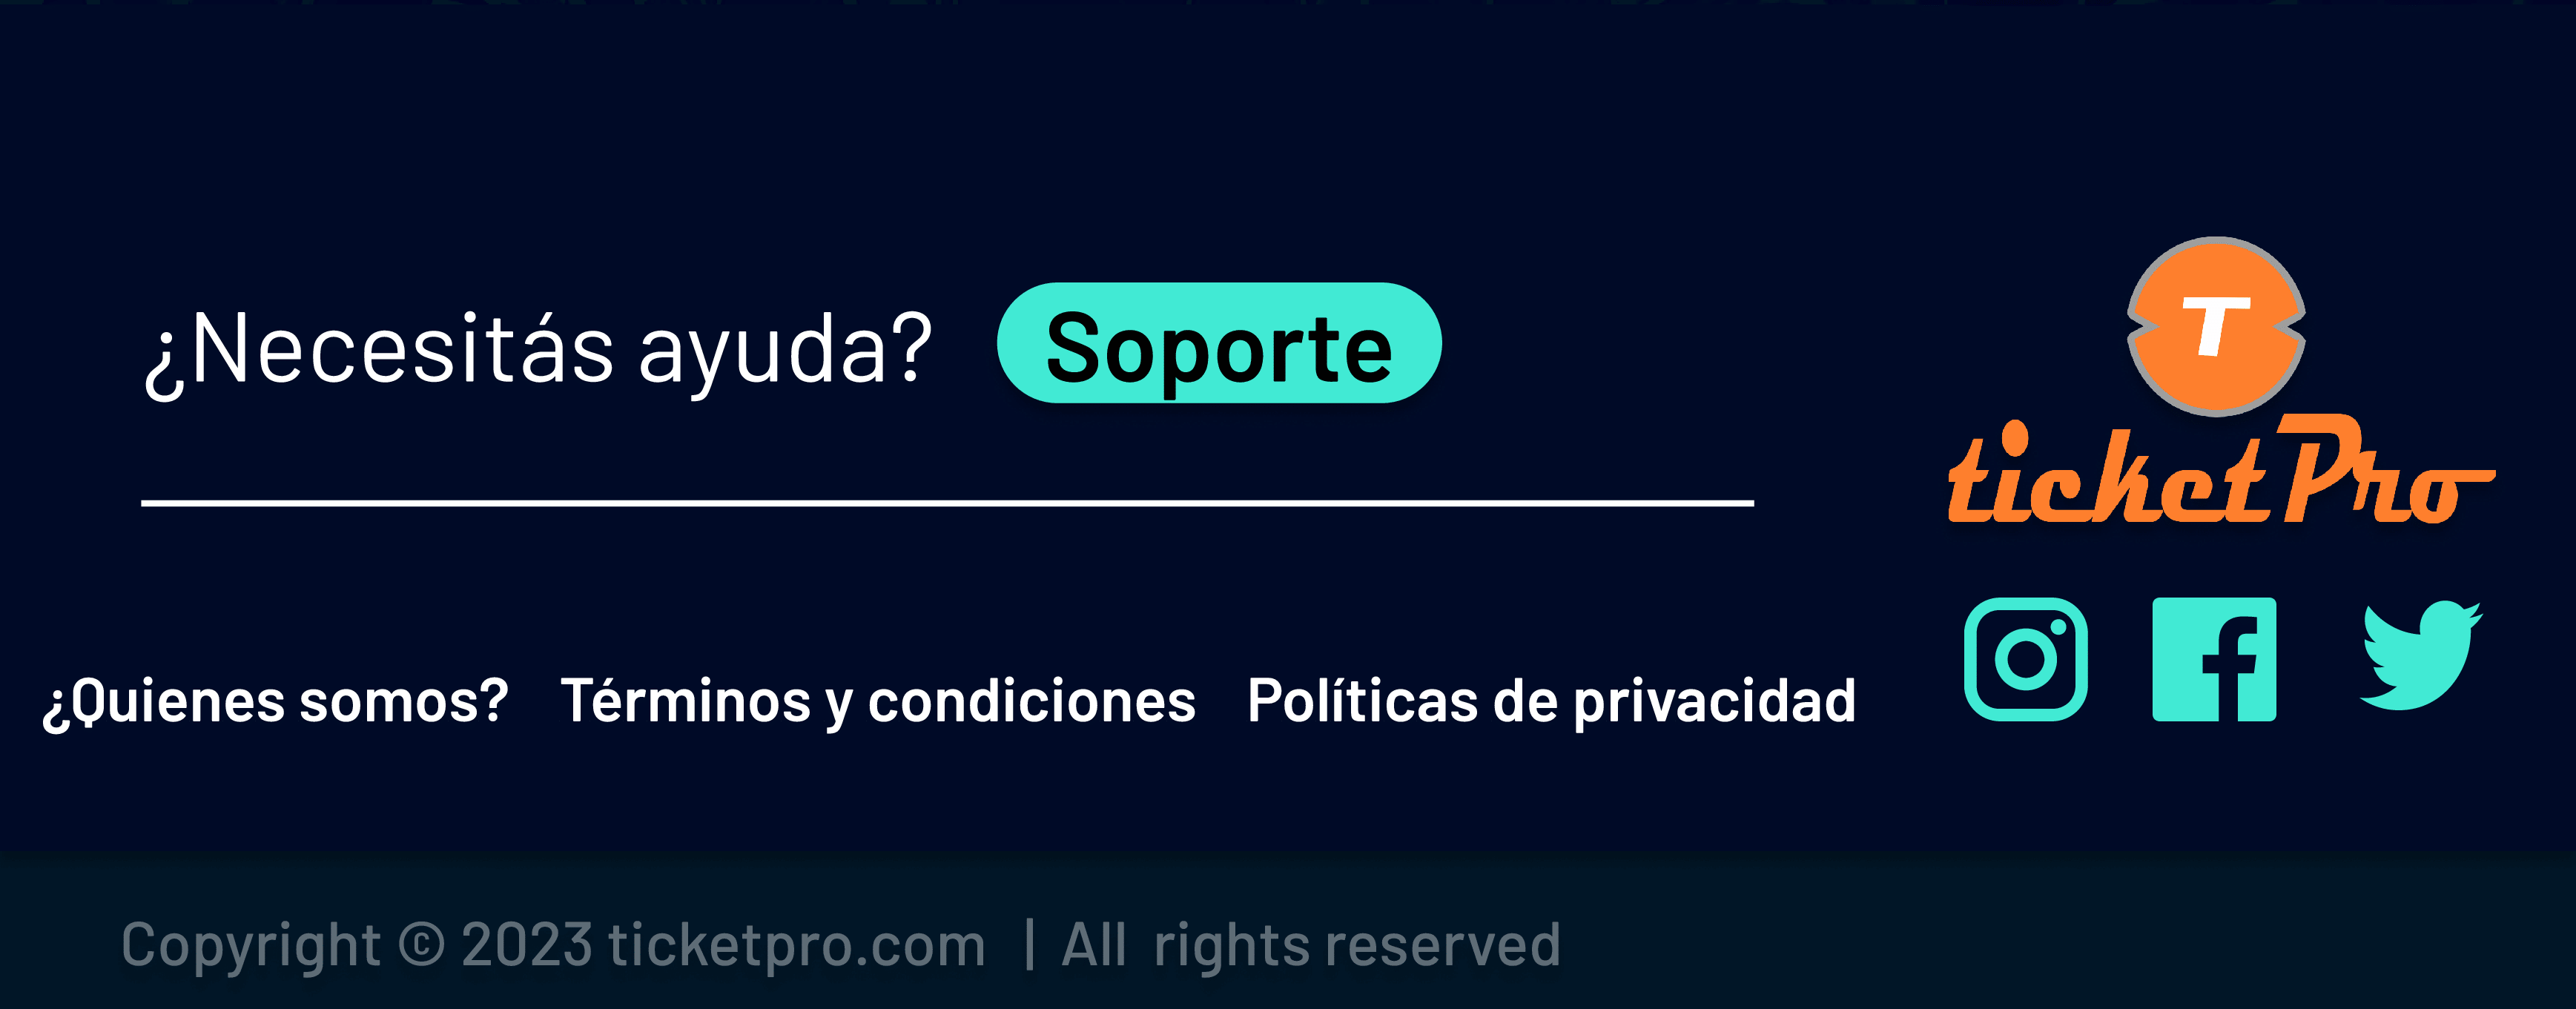 ¿Necesitás ayuda? Soporte
T
ticketPro
¿Quienes somos? Términos y condiciones Políticas de privacidad
Copyright © 2023 ticketpro.com | All rights reserved